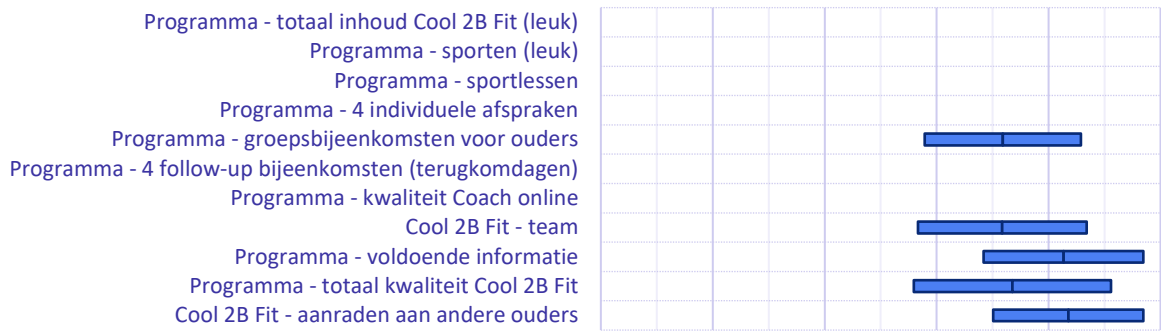 Programma - totaal inhoud Cool 2B Fit (leuk)
Programma - sporten (leuk)
Programma - sportlessen
Programma - 4 individuele afspraken
Programma - groepsbijeenkomsten voor ouders
Programma - 4 follow-up bijeenkomsten (terugkomdagen)
Programma - kwaliteit Coach online
Cool 2B Fit - team
Programma - voldoende informatie
Programma - totaal kwaliteit Cool 2B Fit
Cool 2B Fit - aanraden aan andere ouders